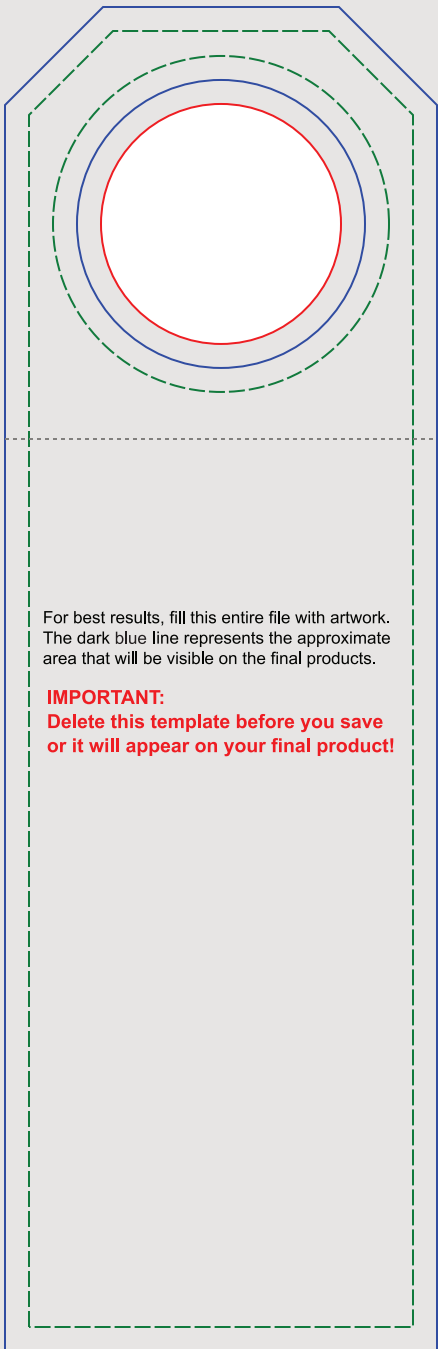 For best results, fill this entire file with artwork.
The dark blue line represents the approximate
area that will be visible on the final products.
IMPORTANT:
Delete this template before you save
or it will appear on your final product!